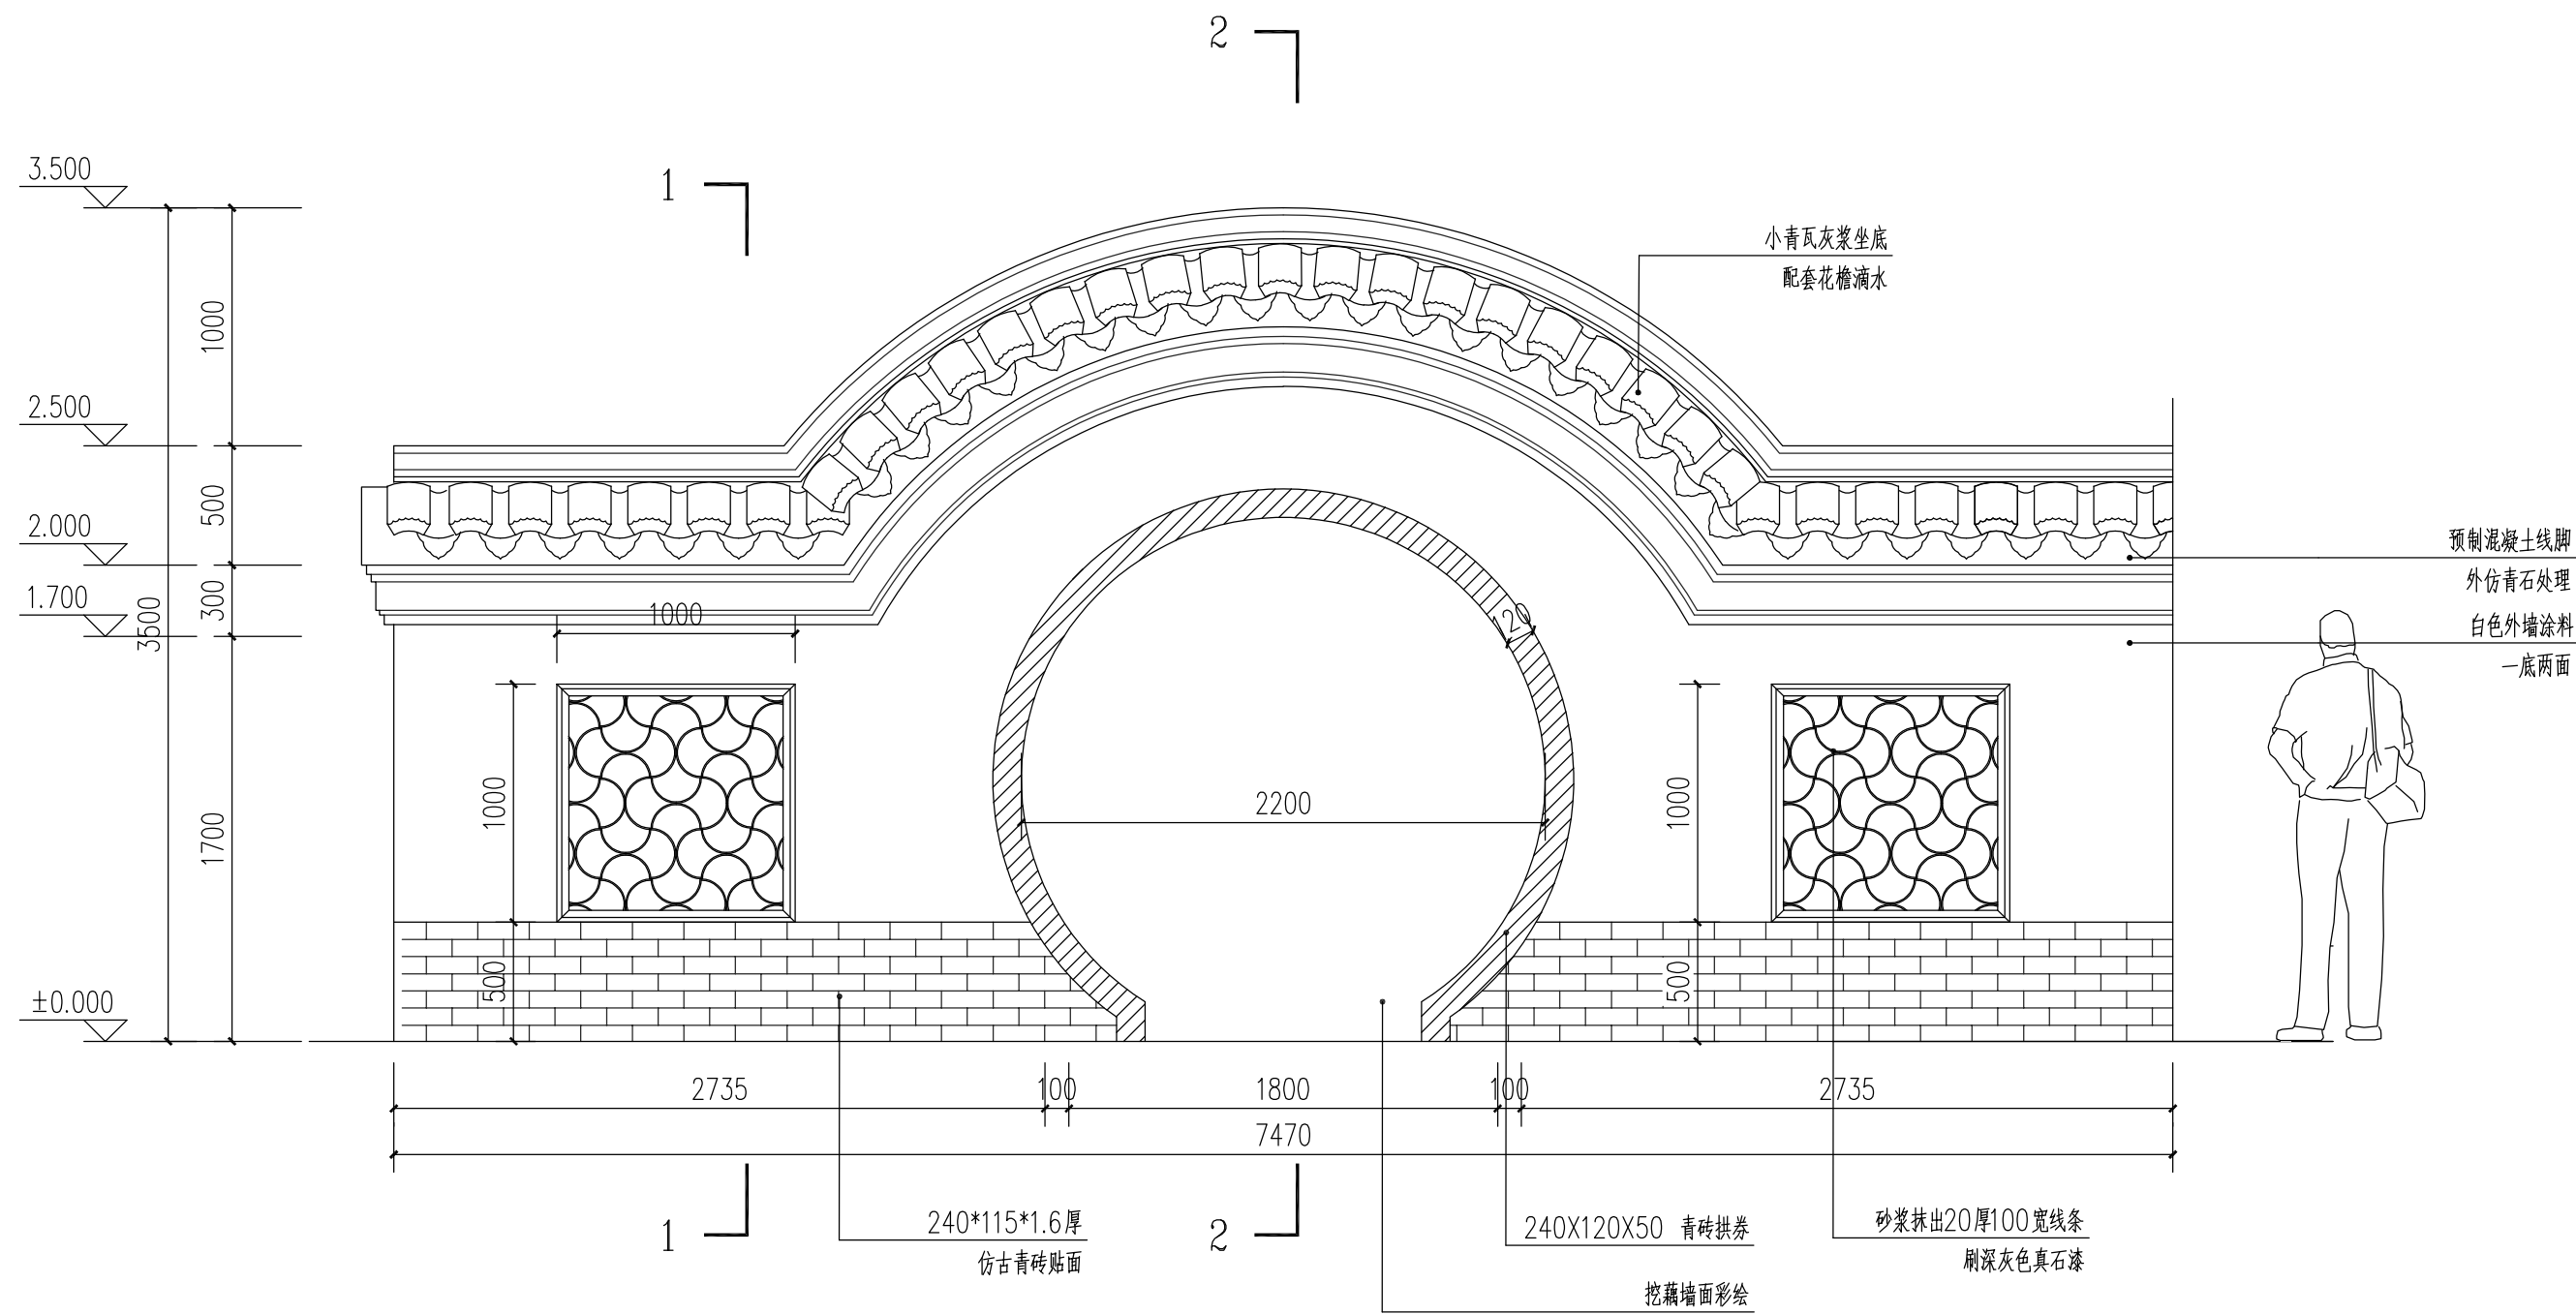 2
1
3.500
小青瓦灰浆坐底
配套花檐滴水
1000
2.500
500
2.000
预制混凝土线脚
外仿青石处理
1.700
300
3500
1000
120
白色外墙涂料
一底两面
1000
2200
1000
1700
500
500
±0.000
2735
100
1800
100
2735
7470
1
2
240*115*1.6厚
仿古青砖贴面
240X120X50 青砖拱券
砂浆抹出20厚100宽线条
刷深灰色真石漆
挖藕墙面彩绘